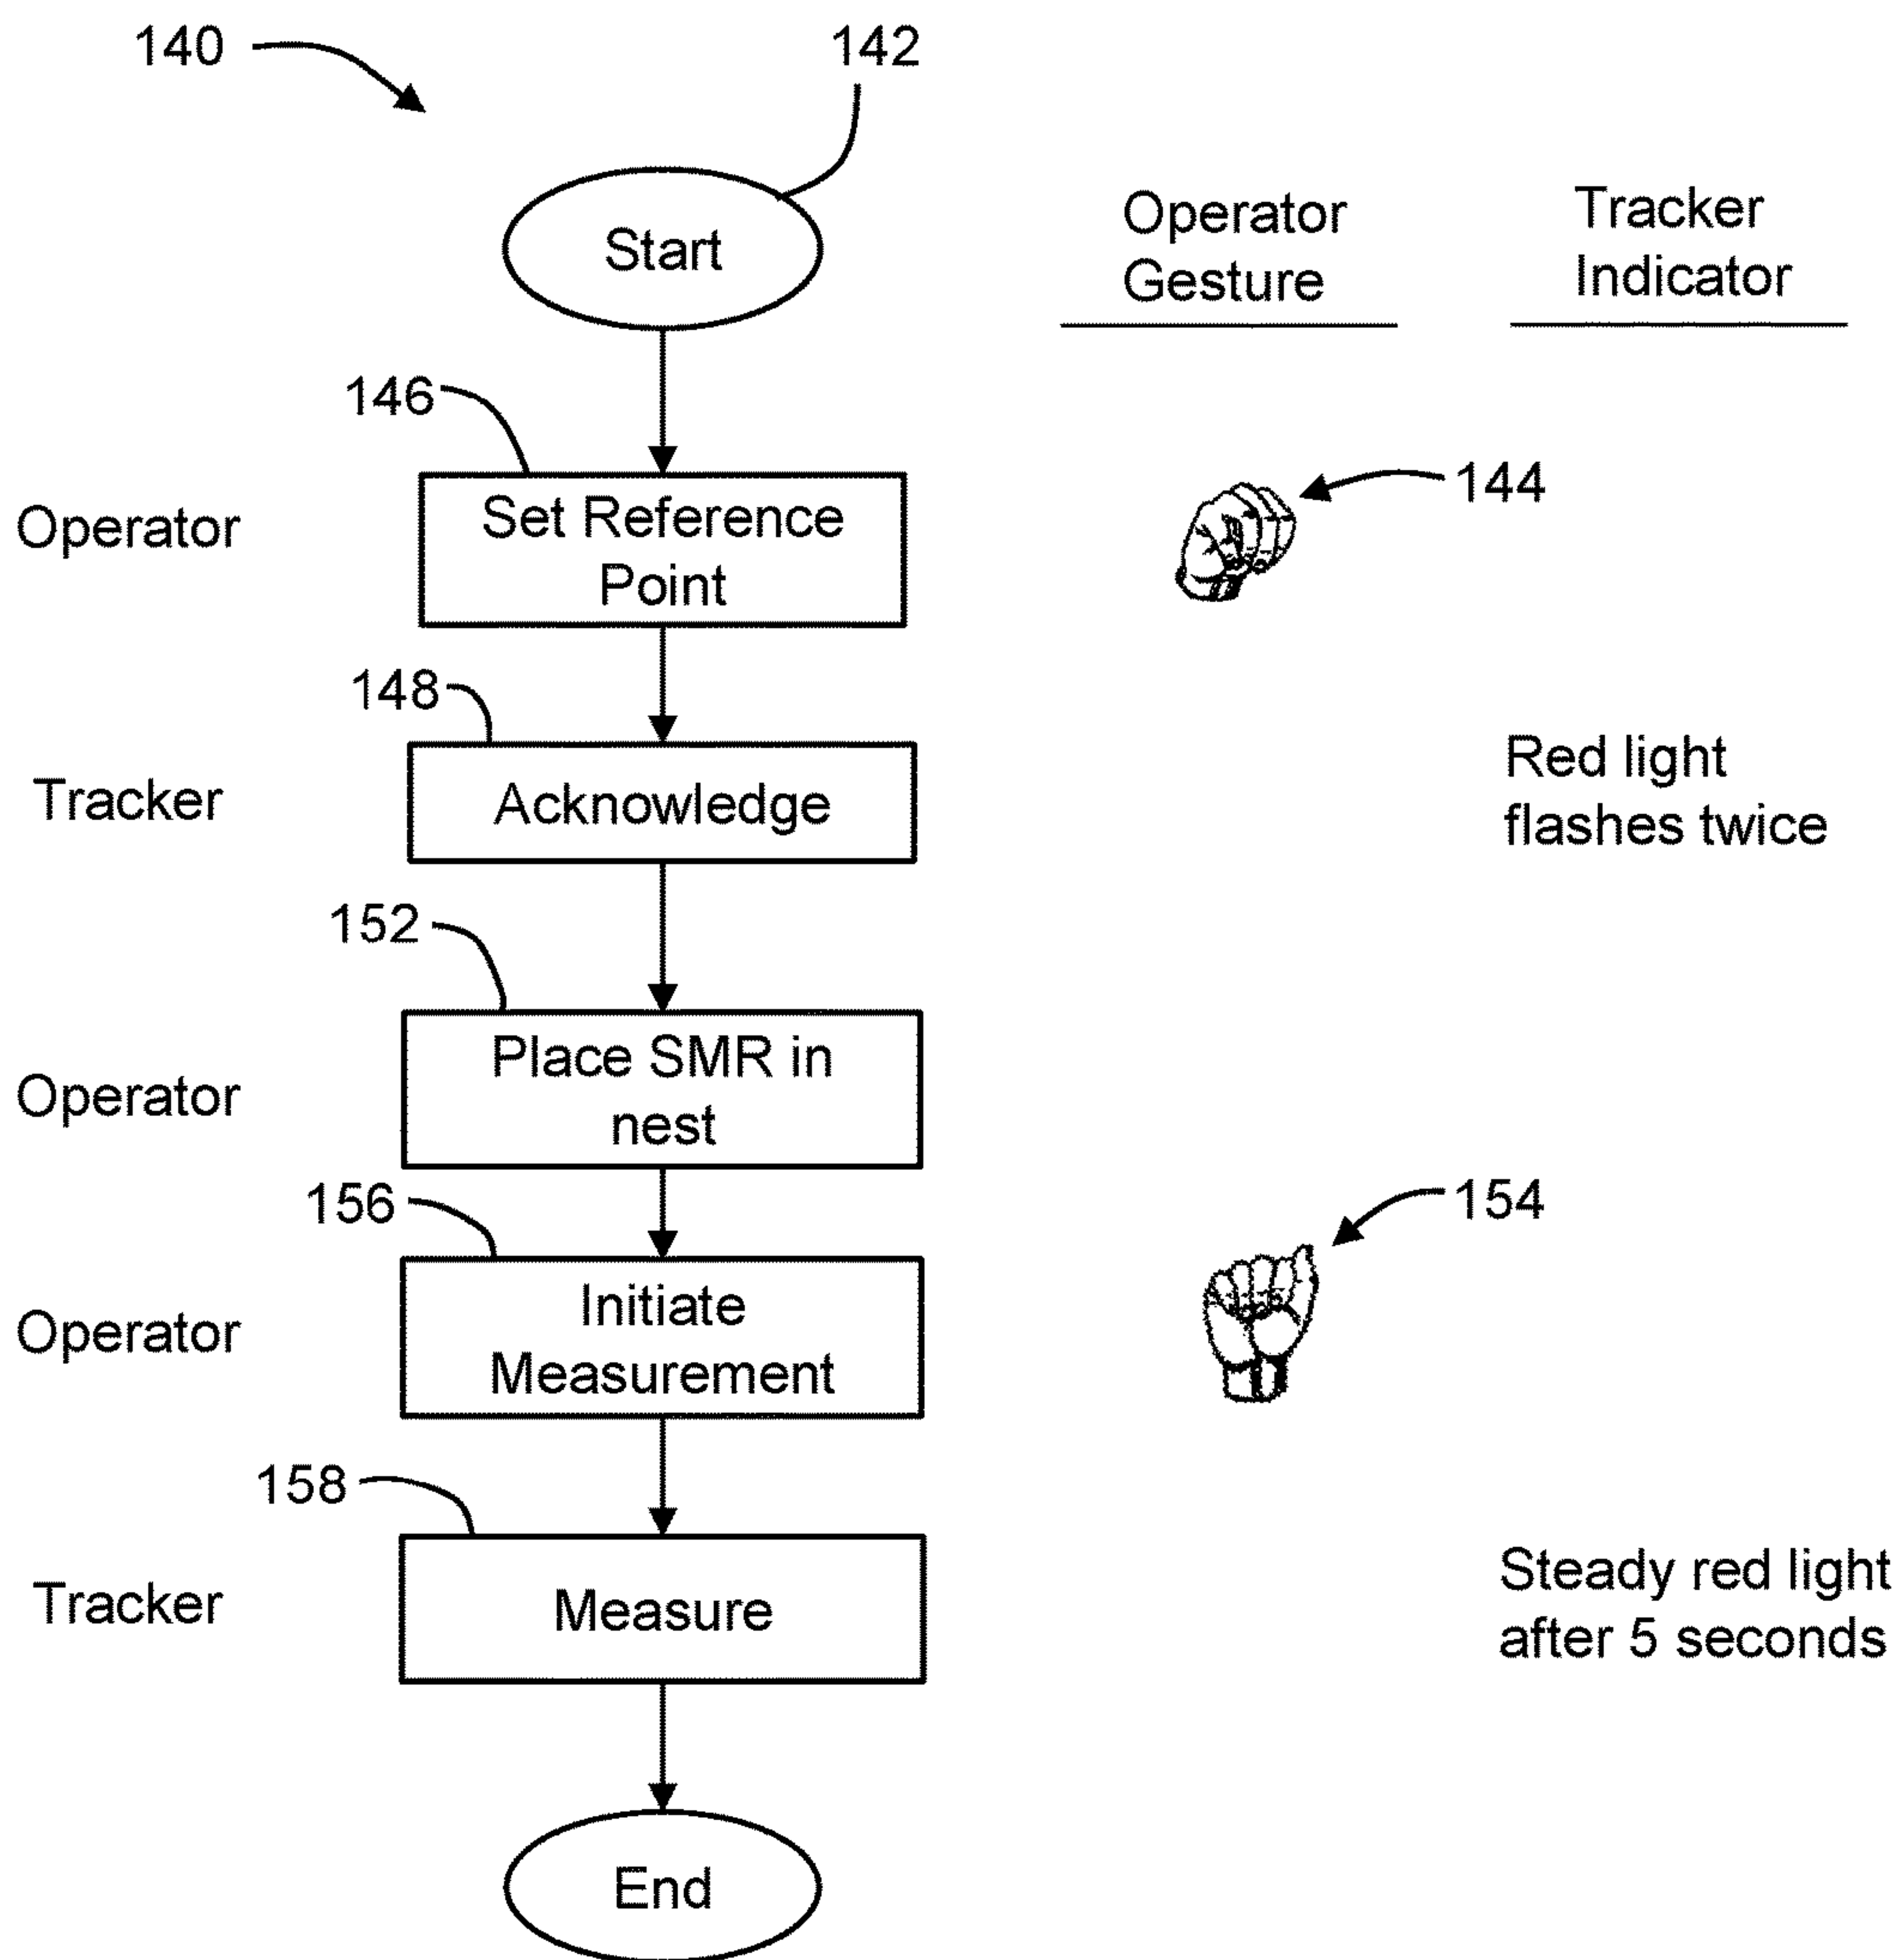 140
142
Start
Operator
Gesture
Tracker
Indicator
146
Operator
Set Reference
Point
144
148
Tracker
Acknowledge
Red light
flashes twice
152
Operator
Place SMR in
nest
156
154
Operator
Initiate
Measurement
158
Tracker
Measure
Steady red light
after 5 seconds
End